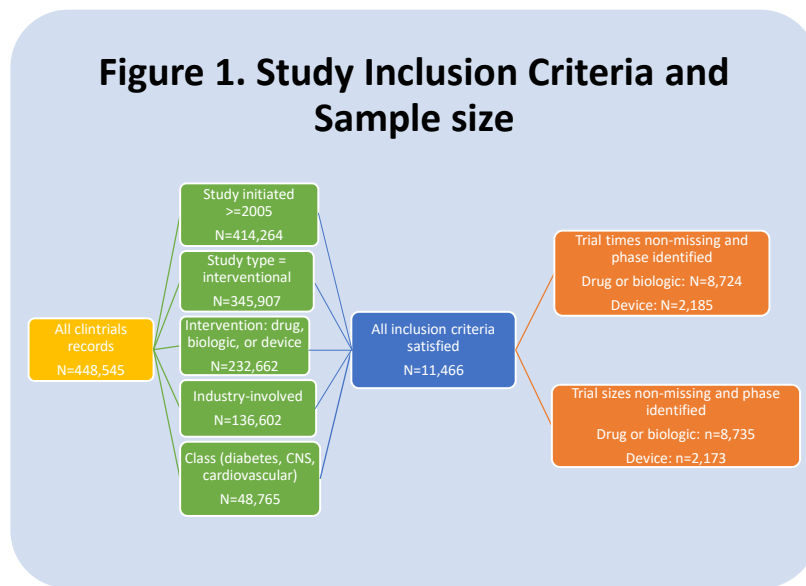 Figure 1. Study Inclusion Criteria and
Sample size
All clintrials
records
N=448,545
Study initiated
>=2005
N=414,264
Study type =
interventional
N=345,907
Intervention: drug,
biologic, or device
N=232,662
Industry-involved
N=136,602
Class (diabetes, CNS,
cardiovascular)
N=48,765
All inclusion criteria
satisfied
N=11,466
Trial times non-missing and
phase identified
Drug or biologic: N=8,724
Device: N=2,185
Trial sizes non-missing and phase
identified
Drug or biologic: n=8,735
Device: n=2,173